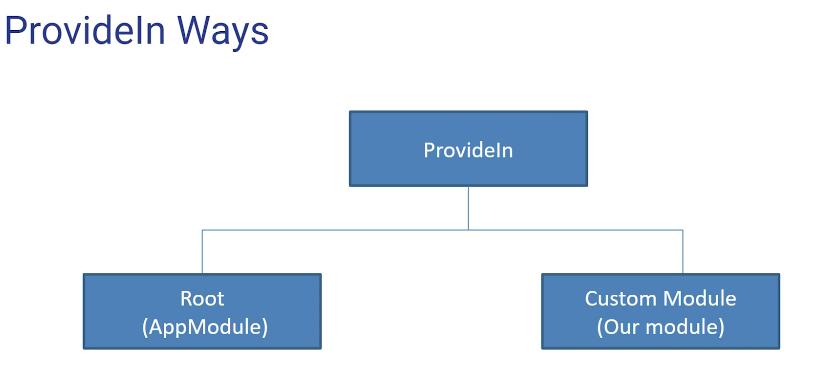 ProvideIn Ways
ProvideIn
Root
(AppModule)
Custom Module
(Our module)